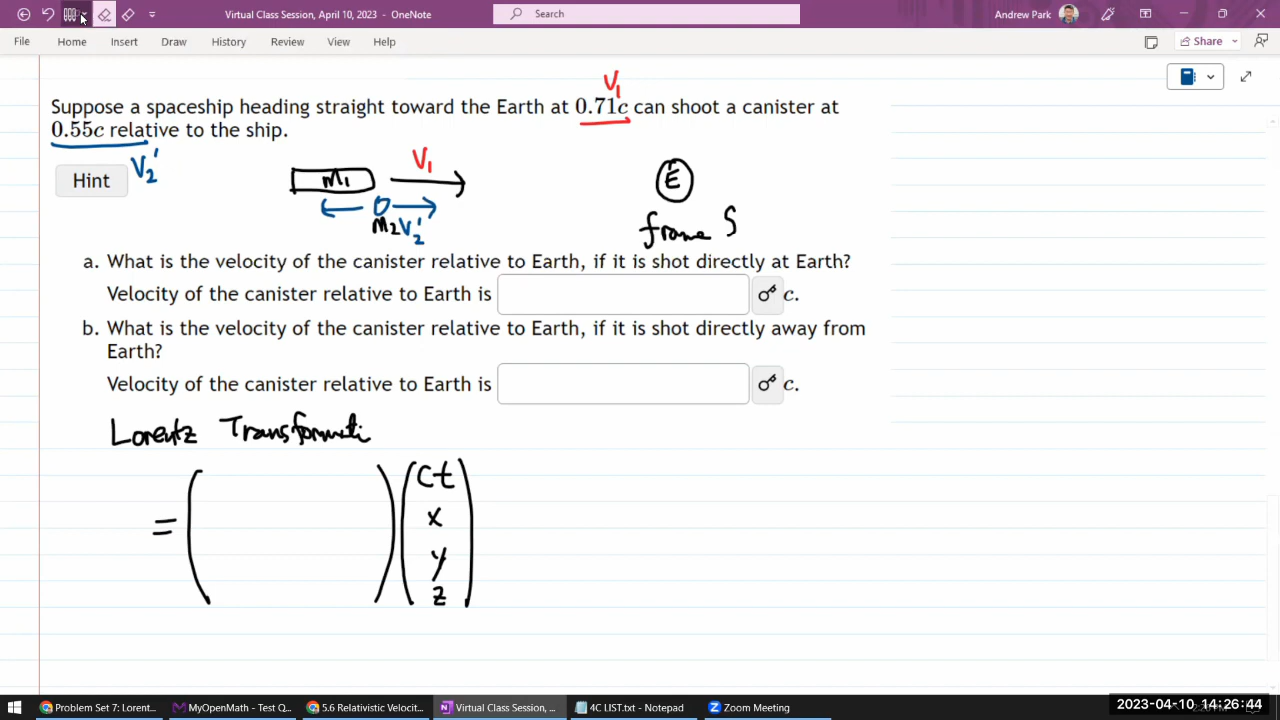 Virtual Class Session, April 10, 2023 - OneNote
Search
Andrew Park
File Home Insert Draw History Review View Help
Share
V1
Suppose a spaceship heading straight toward the Earth at 0.71c can shoot a canister at
0.55c relative to the ship.
V2'
Hint
M1
V1
E
M2 V2'
frame S
a. What is the velocity of the canister relative to Earth, if it is shot directly at Earth?
Velocity of the canister relative to Earth is
c.
b. What is the velocity of the canister relative to Earth, if it is shot directly away from
Earth?
Velocity of the canister relative to Earth is
c.
Lorentz Transformati
= ( ) (ct
x
y
z)
Problem Set 7: Lorent...
MyOpenMath - Test Q...
5.6 Relativistic Velocit...
Virtual Class Session,...
4C LIST.txt - Notepad
Zoom Meeting
2023-04-10 14:26:44